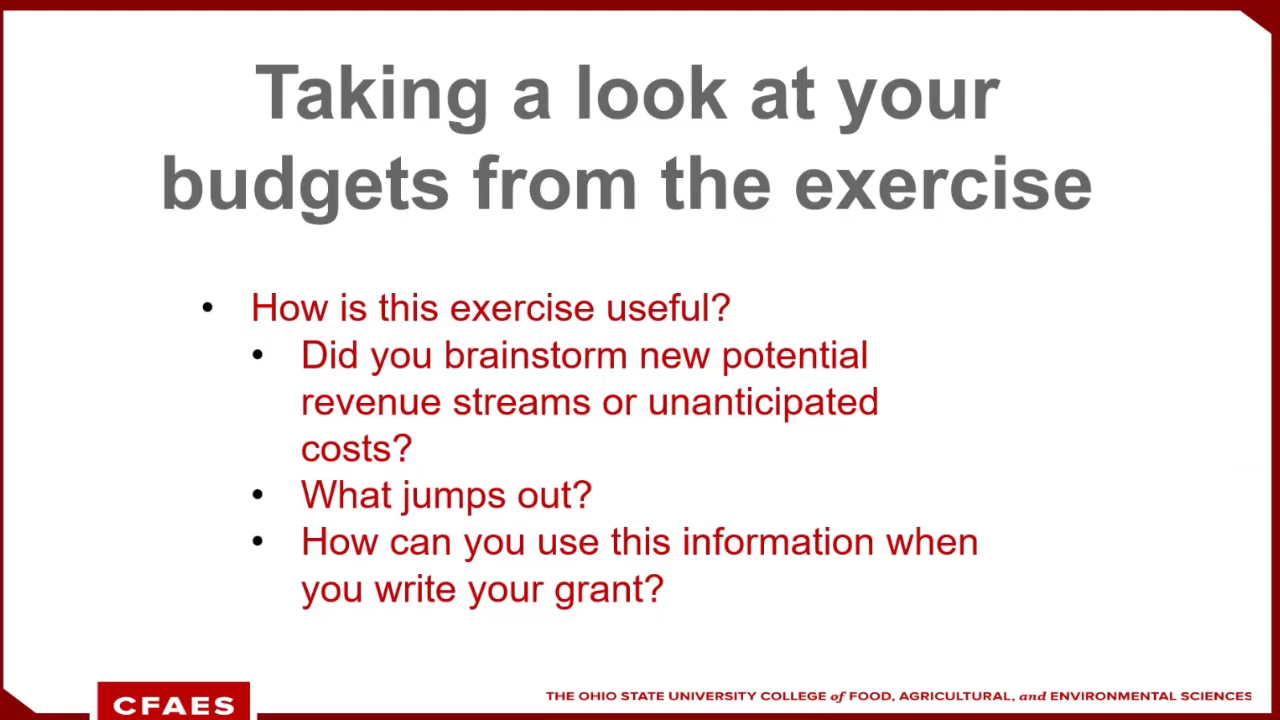 Taking a look at your
budgets from the exercise
• How is this exercise useful?
• Did you brainstorm new potential
revenue streams or unanticipated
costs?
• What jumps out?
• How can you use this information when
you write your grant?
CFAES
THE OHIO STATE UNIVERSITY COLLEGE of FOOD, AGRICULTURAL, and ENVIRONMENTAL SCIENCES